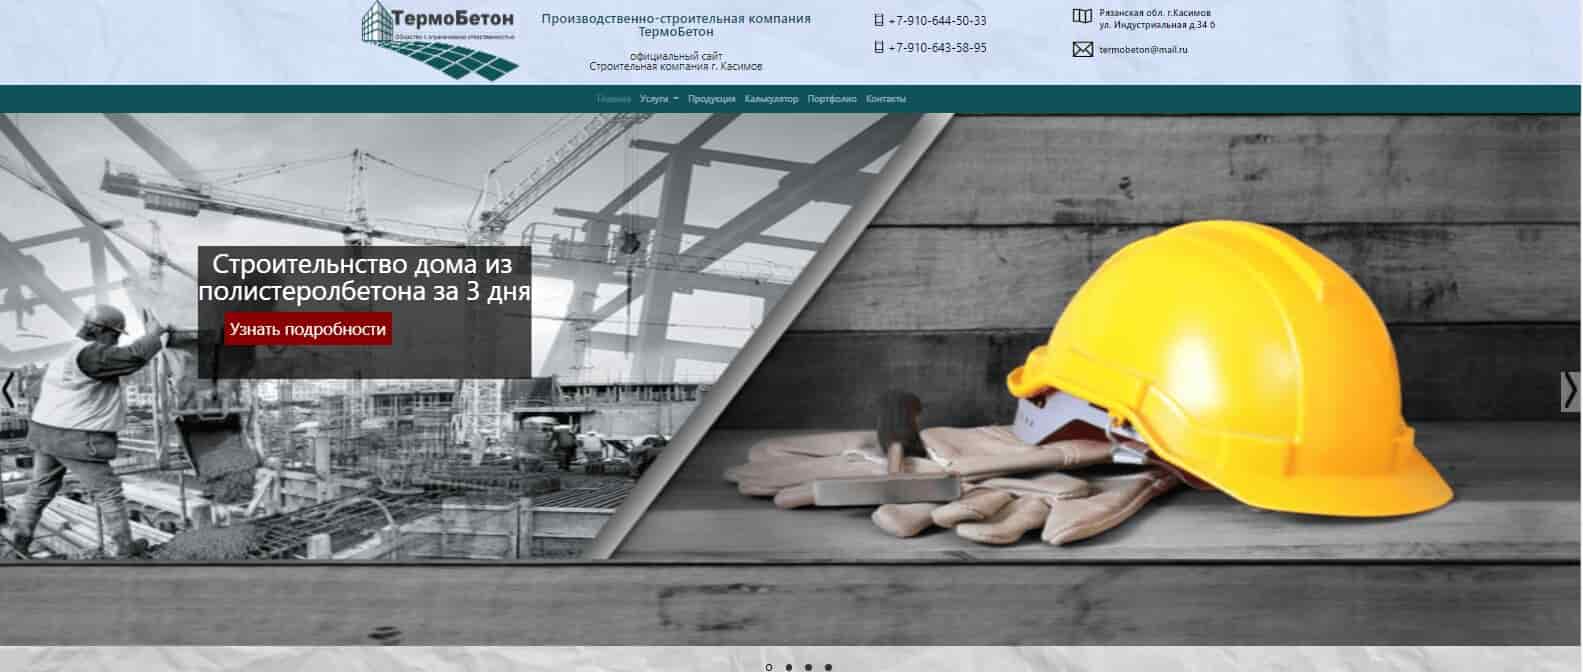 ТермоБетон
Общество с ограниченной ответственностью
Производственно-строительная компания
ТермоБетон
официальный сайт
Строительная компания г. Касимов
+7-910-644-50-33
+7-910-643-58-95
Рязанская обл. г.Касимов
ул. Индустриальная д.34 б
termobeton@mail.ru
Главная Услуги Продукция Калькулятор Портфолио Контакты
Строительнство дома из
полистеролбетона за 3 дня
Узнать подробности